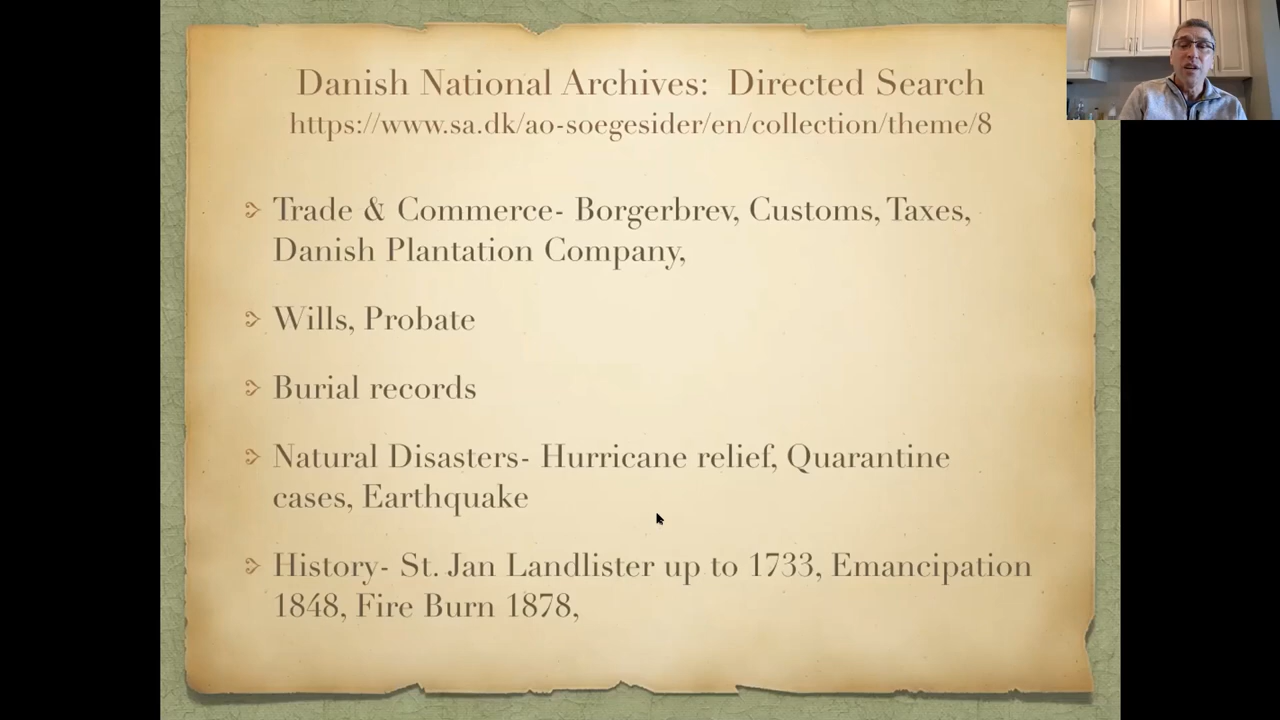 Danish National Archives: Directed Search
https://www.sa.dk/ao-soegesider/en/collection/theme/8
Trade & Commerce- Borgerbrev, Customs, Taxes,
Danish Plantation Company,
Wills, Probate
Burial records
Natural Disasters- Hurricane relief, Quarantine
cases, Earthquake
History- St. Jan Landlister up to 1733, Emancipation
1848, Fire Burn 1878,